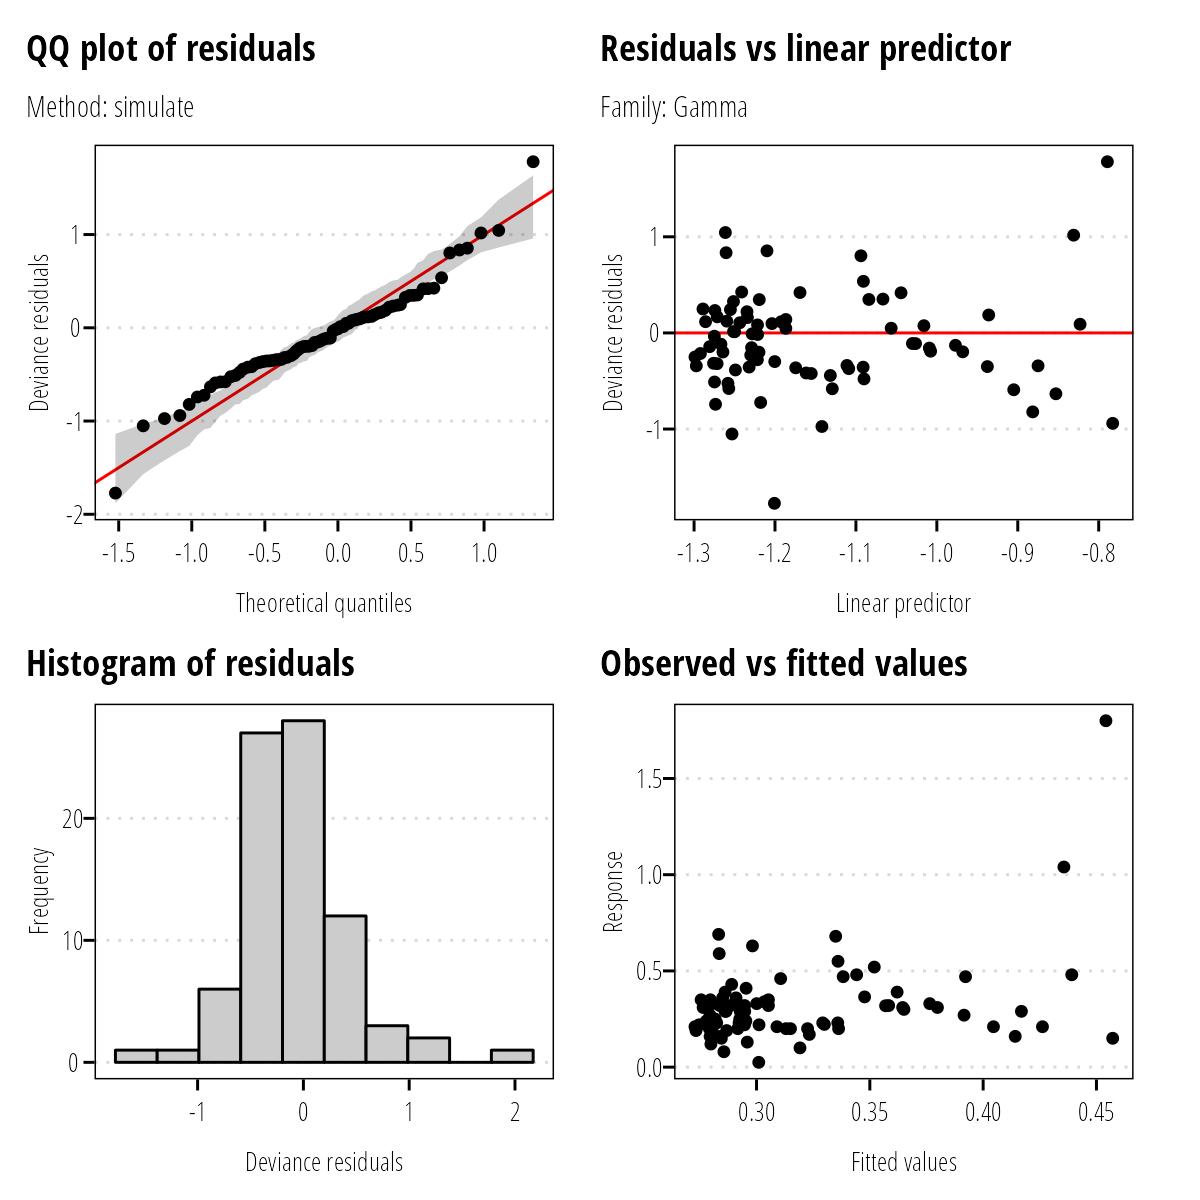 QQ plot of residuals
Method: simulate
Deviance residuals
1
0
-1
-2
-1.5 -1.0 -0.5 0.0 0.5 1.0
Theoretical quantiles
Residuals vs linear predictor
Family: Gamma
Deviance residuals
1
0
-1
-1.3 -1.2 -1.1 -1.0 -0.9 -0.8
Linear predictor
Histogram of residuals
Frequency
20
10
0
-1 0 1 2
Deviance residuals
Observed vs fitted values
Response
1.5
1.0
0.5
0.0
0.30 0.35 0.40 0.45
Fitted values